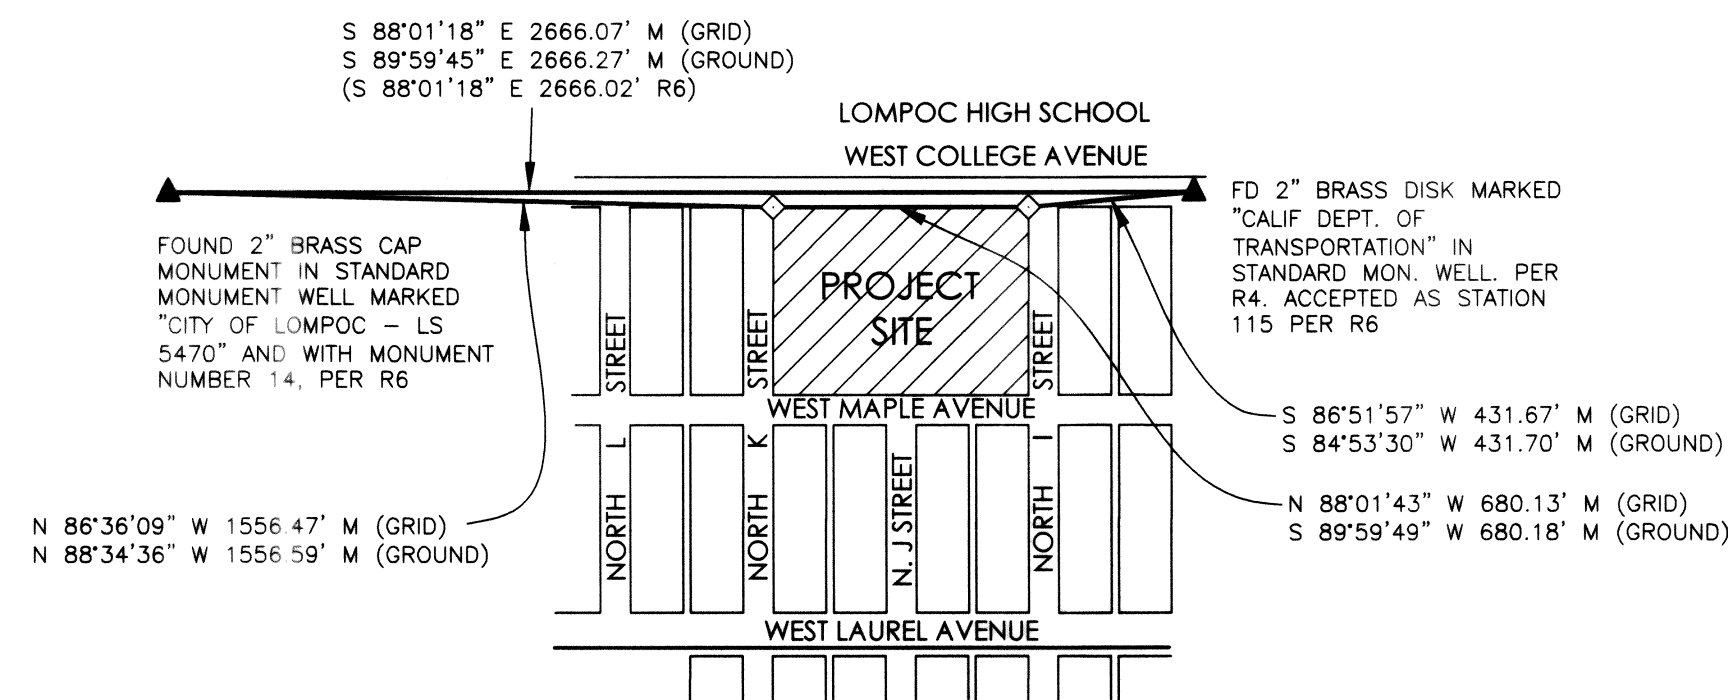 S 88°01'18" E 2666.07' M (GRID)
S 89°59'45" E 2666.27' M (GROUND)
(S 88°01'18" E 2666.02' R6)
LOMPOC HIGH SCHOOL
WEST COLLEGE AVENUE
FOUND 2" BRASS CAP
MONUMENT IN STANDARD
MONUMENT WELL MARKED
"CITY OF LOMPOC – LS
5470" AND WITH MONUMENT
NUMBER 14, PER R6
FD 2" BRASS DISK MARKED
"CALIF DEPT. OF
TRANSPORTATION" IN
STANDARD MON. WELL. PER
R4. ACCEPTED AS STATION
115 PER R6
PROJECT
SITE
NORTH L STREET
NORTH K STREET
N. J STREET
NORTH I STREET
WEST MAPLE AVENUE
S 86°51'57" W 431.67' M (GRID)
S 84°53'30" W 431.70' M (GROUND)
N 88°01'43" W 680.13' M (GRID)
S 89°59'49" W 680.18' M (GROUND)
N 86°36'09" W 1556.47' M (GRID)
N 88°34'36" W 1556.59' M (GROUND)
WEST LAUREL AVENUE